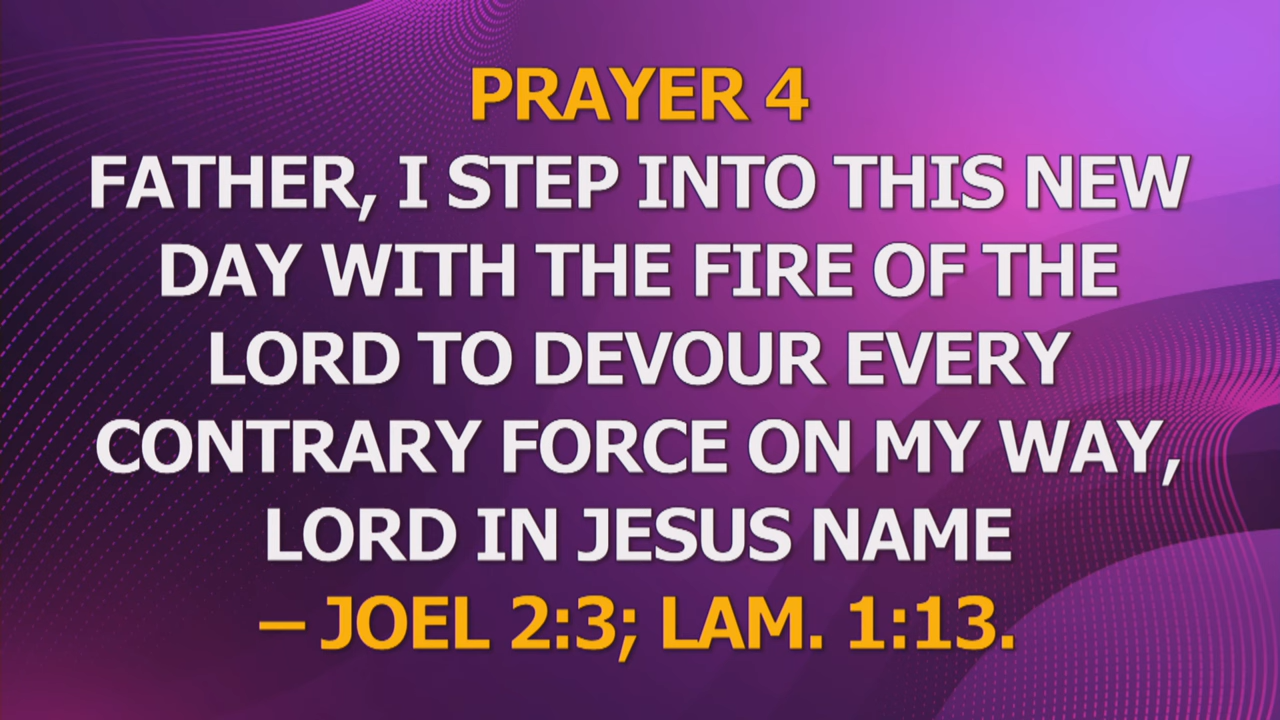 PRAYER 4
FATHER, I STEP INTO THIS NEW
DAY WITH THE FIRE OF THE
LORD TO DEVOUR EVERY
CONTRARY FORCE ON MY WAY,
LORD IN JESUS NAME
– JOEL 2:3; LAM. 1:13.